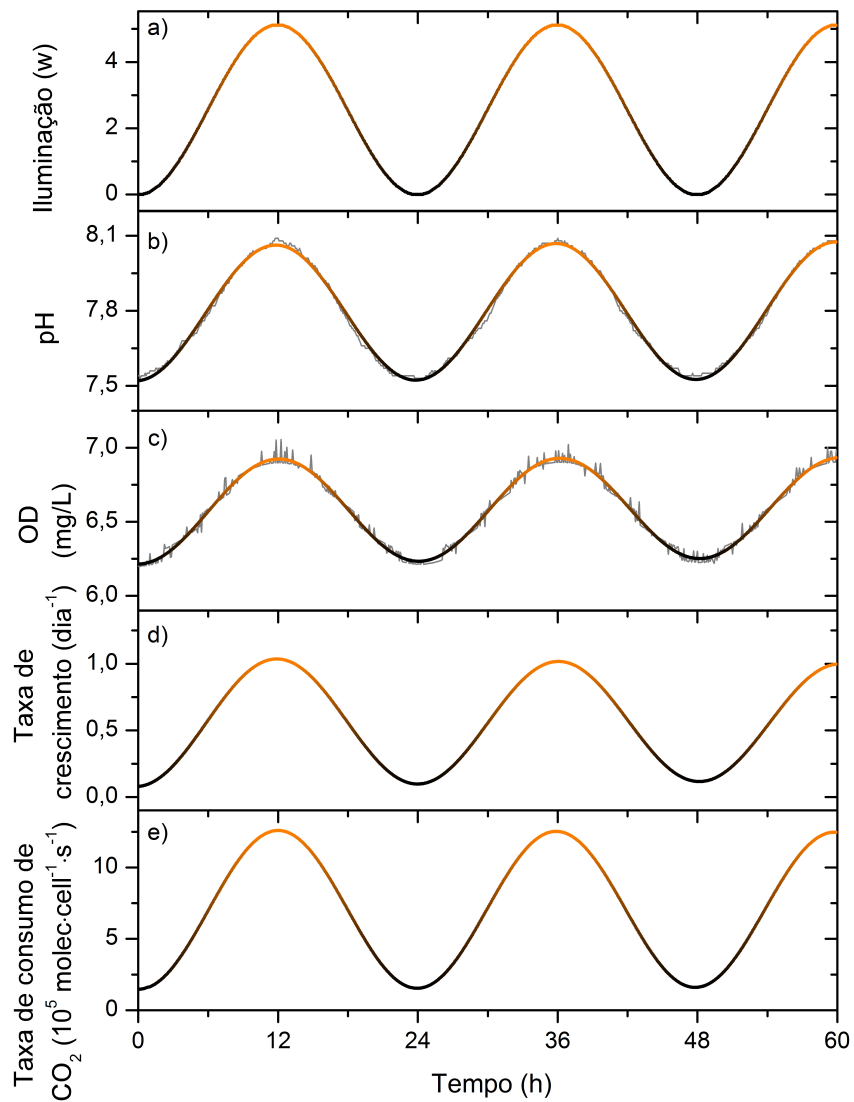 a)
Iluminação (w)
4
2
0
b)
pH
8,1
7,8
7,5
c)
OD
(mg/L)
7,0
6,5
6,0
d)
Taxa de
crescimento (dia-1)
1,0
0,5
0,0
e)
Taxa de consumo de
CO2 (10^5 molec·cell-1·s-1)
10
5
0
0 12 24 36 48 60
Tempo (h)